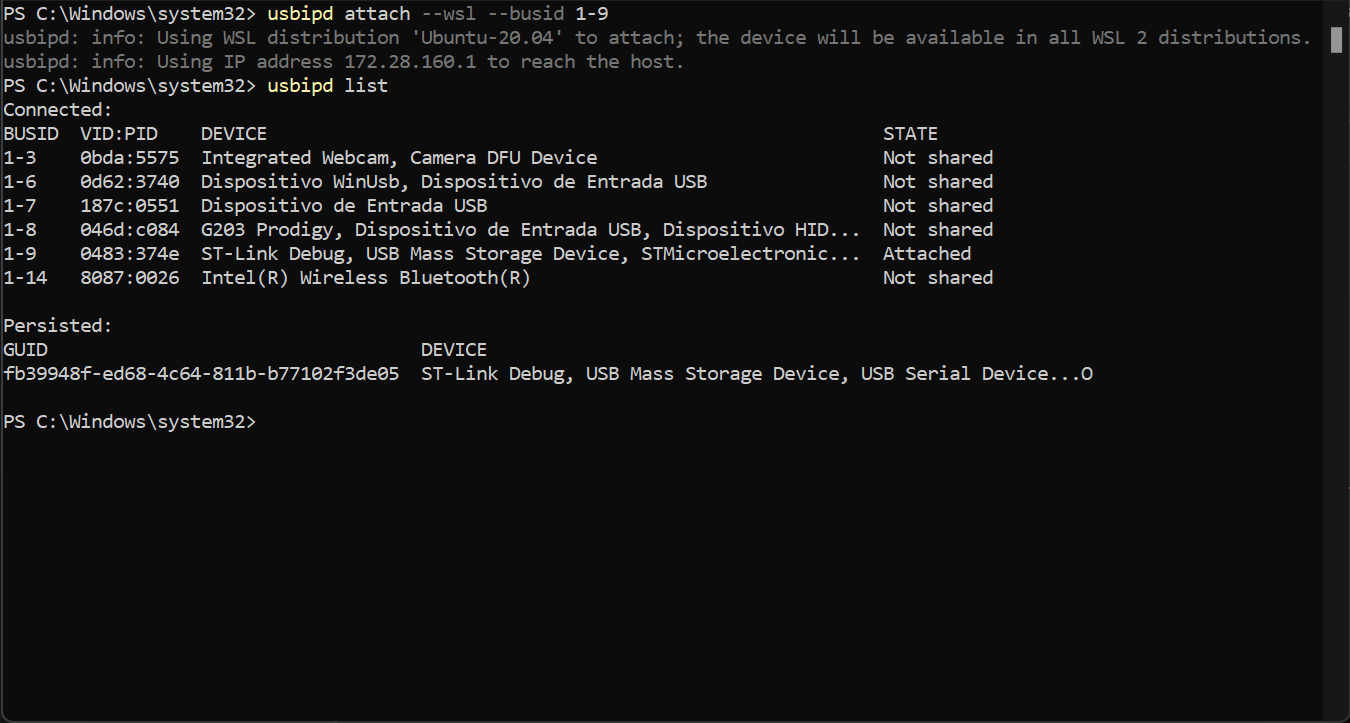 PS C:\Windows\system32> usbipd attach --wsl --busid 1-9
usbipd: info: Using WSL distribution 'Ubuntu-20.04' to attach; the device will be available in all WSL 2 distributions.
usbipd: info: Using IP address 172.28.160.1 to reach the host.
PS C:\Windows\system32> usbipd list
Connected:
BUSID  VID:PID    DEVICE                                                        STATE
1-3    0bda:5575  Integrated Webcam, Camera DFU Device                          Not shared
1-6    0d62:3740  Dispositivo WinUsb, Dispositivo de Entrada USB                Not shared
1-7    187c:0551  Dispositivo de Entrada USB                                    Not shared
1-8    046d:c084  G203 Prodigy, Dispositivo de Entrada USB, Dispositivo HID...  Not shared
1-9    0483:374e  ST-Link Debug, USB Mass Storage Device, STMicroelectronic...  Attached
1-14   8087:0026  Intel(R) Wireless Bluetooth(R)                                Not shared
Persisted:
GUID                                  DEVICE
fb39948f-ed68-4c64-811b-b77102f3de05  ST-Link Debug, USB Mass Storage Device, USB Serial Device...O
PS C:\Windows\system32>